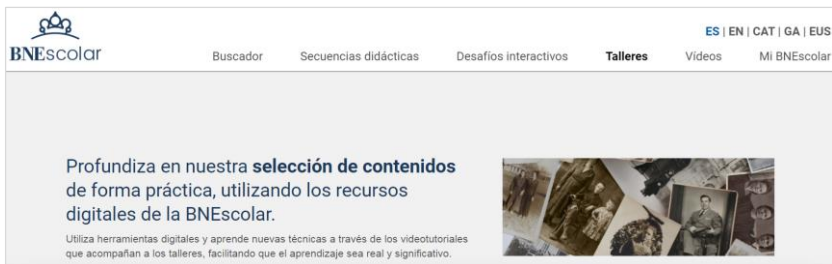 ES | EN | CAT | GA | EUS
BNEscolar
Buscador Secuencias didácticas Desafíos interactivos Talleres Vídeos Mi BNEscolar
Profundiza en nuestra selección de contenidos
de forma práctica, utilizando los recursos
digitales de la BNEscolar.
Utiliza herramientas digitales y aprende nuevas técnicas a través de los videotutoriales
que acompañan a los talleres, facilitando que el aprendizaje sea real y significativo.